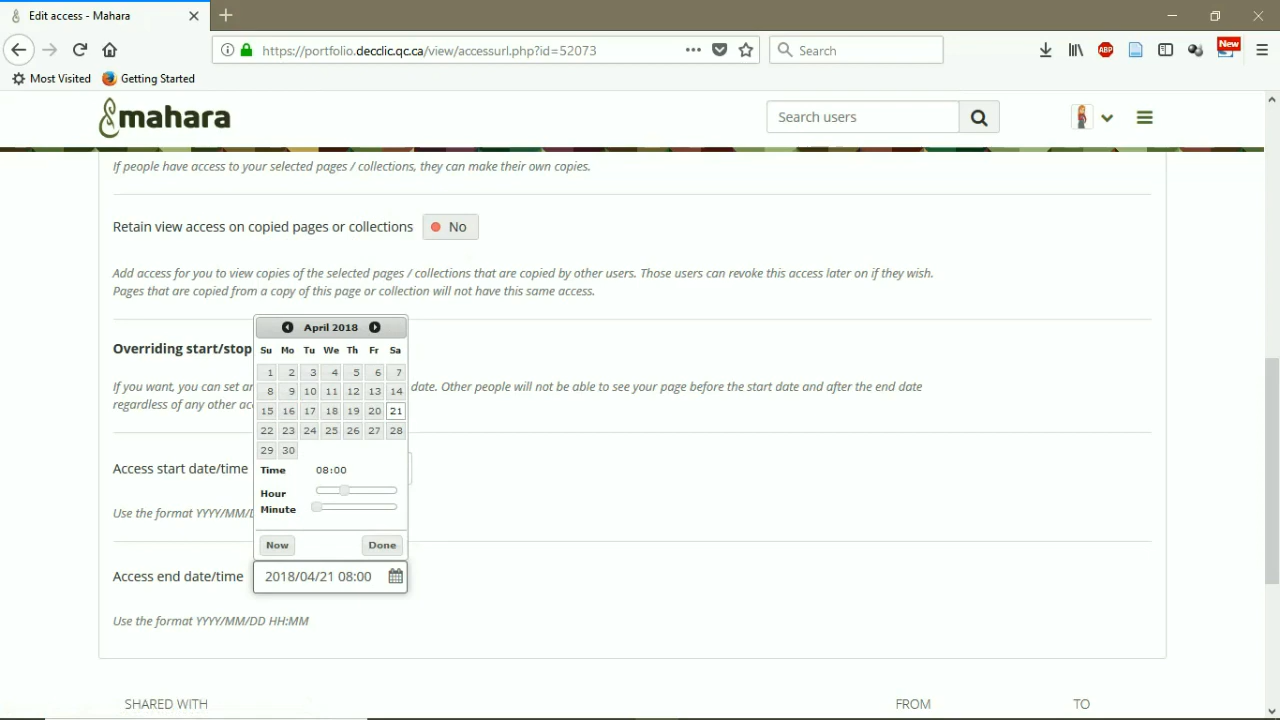 Edit access - Mahara
https://portfolio.decclic.qc.ca/view/accessurl.php?id=52073
Search
ABP
New
Most Visited
Getting Started
mahara
Search users
If people have access to your selected pages / collections, they can make their own copies.
Retain view access on copied pages or collections
No
Add access for you to view copies of the selected pages / collections that are copied by other users. Those users can revoke this access later on if they wish.
Pages that are copied from a copy of this page or collection will not have this same access.
Overriding start/stop
If you want, you can set an
date. Other people will not be able to see your page before the start date and after the end date
regardless of any other acc
April 2018
Su Mo Tu We Th Fr Sa
1 2 3 4 5 6 7
8 9 10 11 12 13 14
15 16 17 18 19 20 21
22 23 24 25 26 27 28
29 30
Time 08:00
Hour
Minute
Now Done
Access start date/time
Use the format YYYY/MM/D
Access end date/time
2018/04/21 08:00
Use the format YYYY/MM/DD HH:MM
SHARED WITH FROM TO